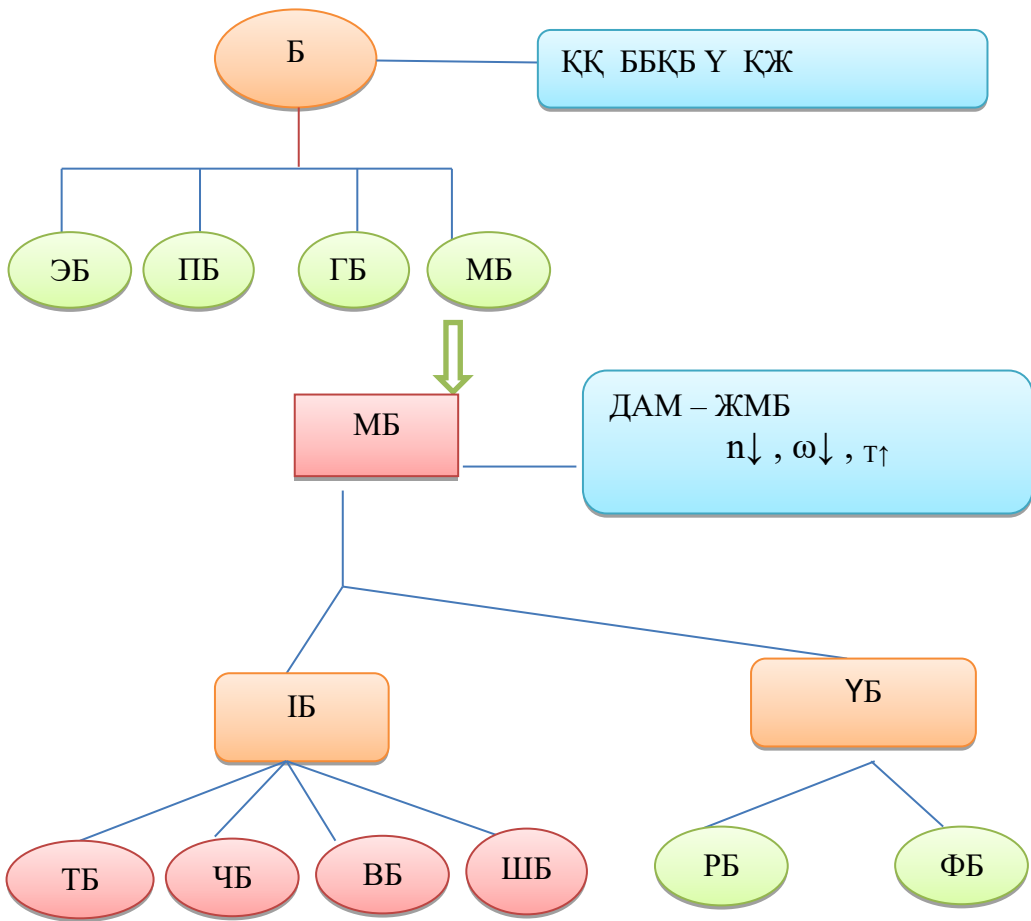 Б
ҚҚ ББҚБ Ү ҚЖ
ЭБ
ПБ
ГБ
МБ
МБ
ДАМ – ЖМБ
n↓ , ω↓ , т↑
ІБ
ҮБ
ТБ
ЧБ
ВБ
ШБ
РБ
ФБ